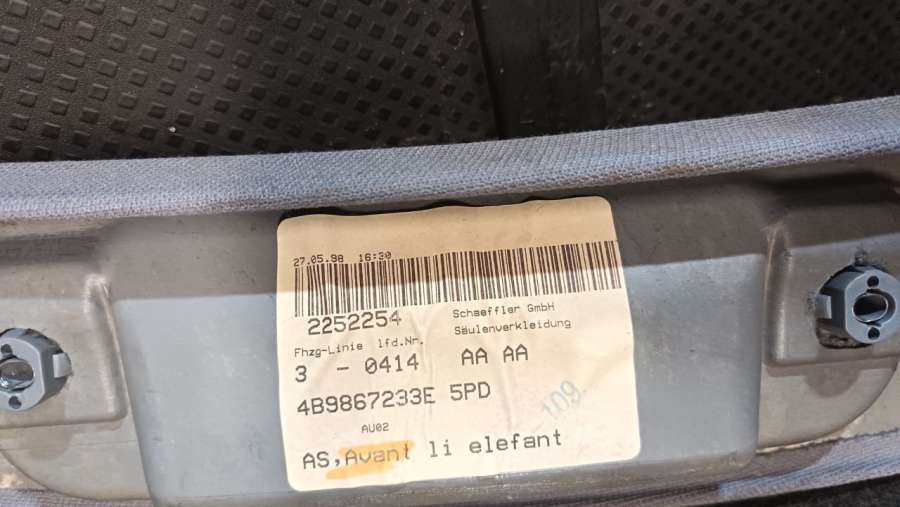 27.05.98 16:30
2252254
Schaeffler GmbH
Säulenverkleidung
Fhzg-Linie lfd.Nr.
3 - 0414 AA AA
4B9867233E 5PD
109
AU02
AS,Avant li elefant